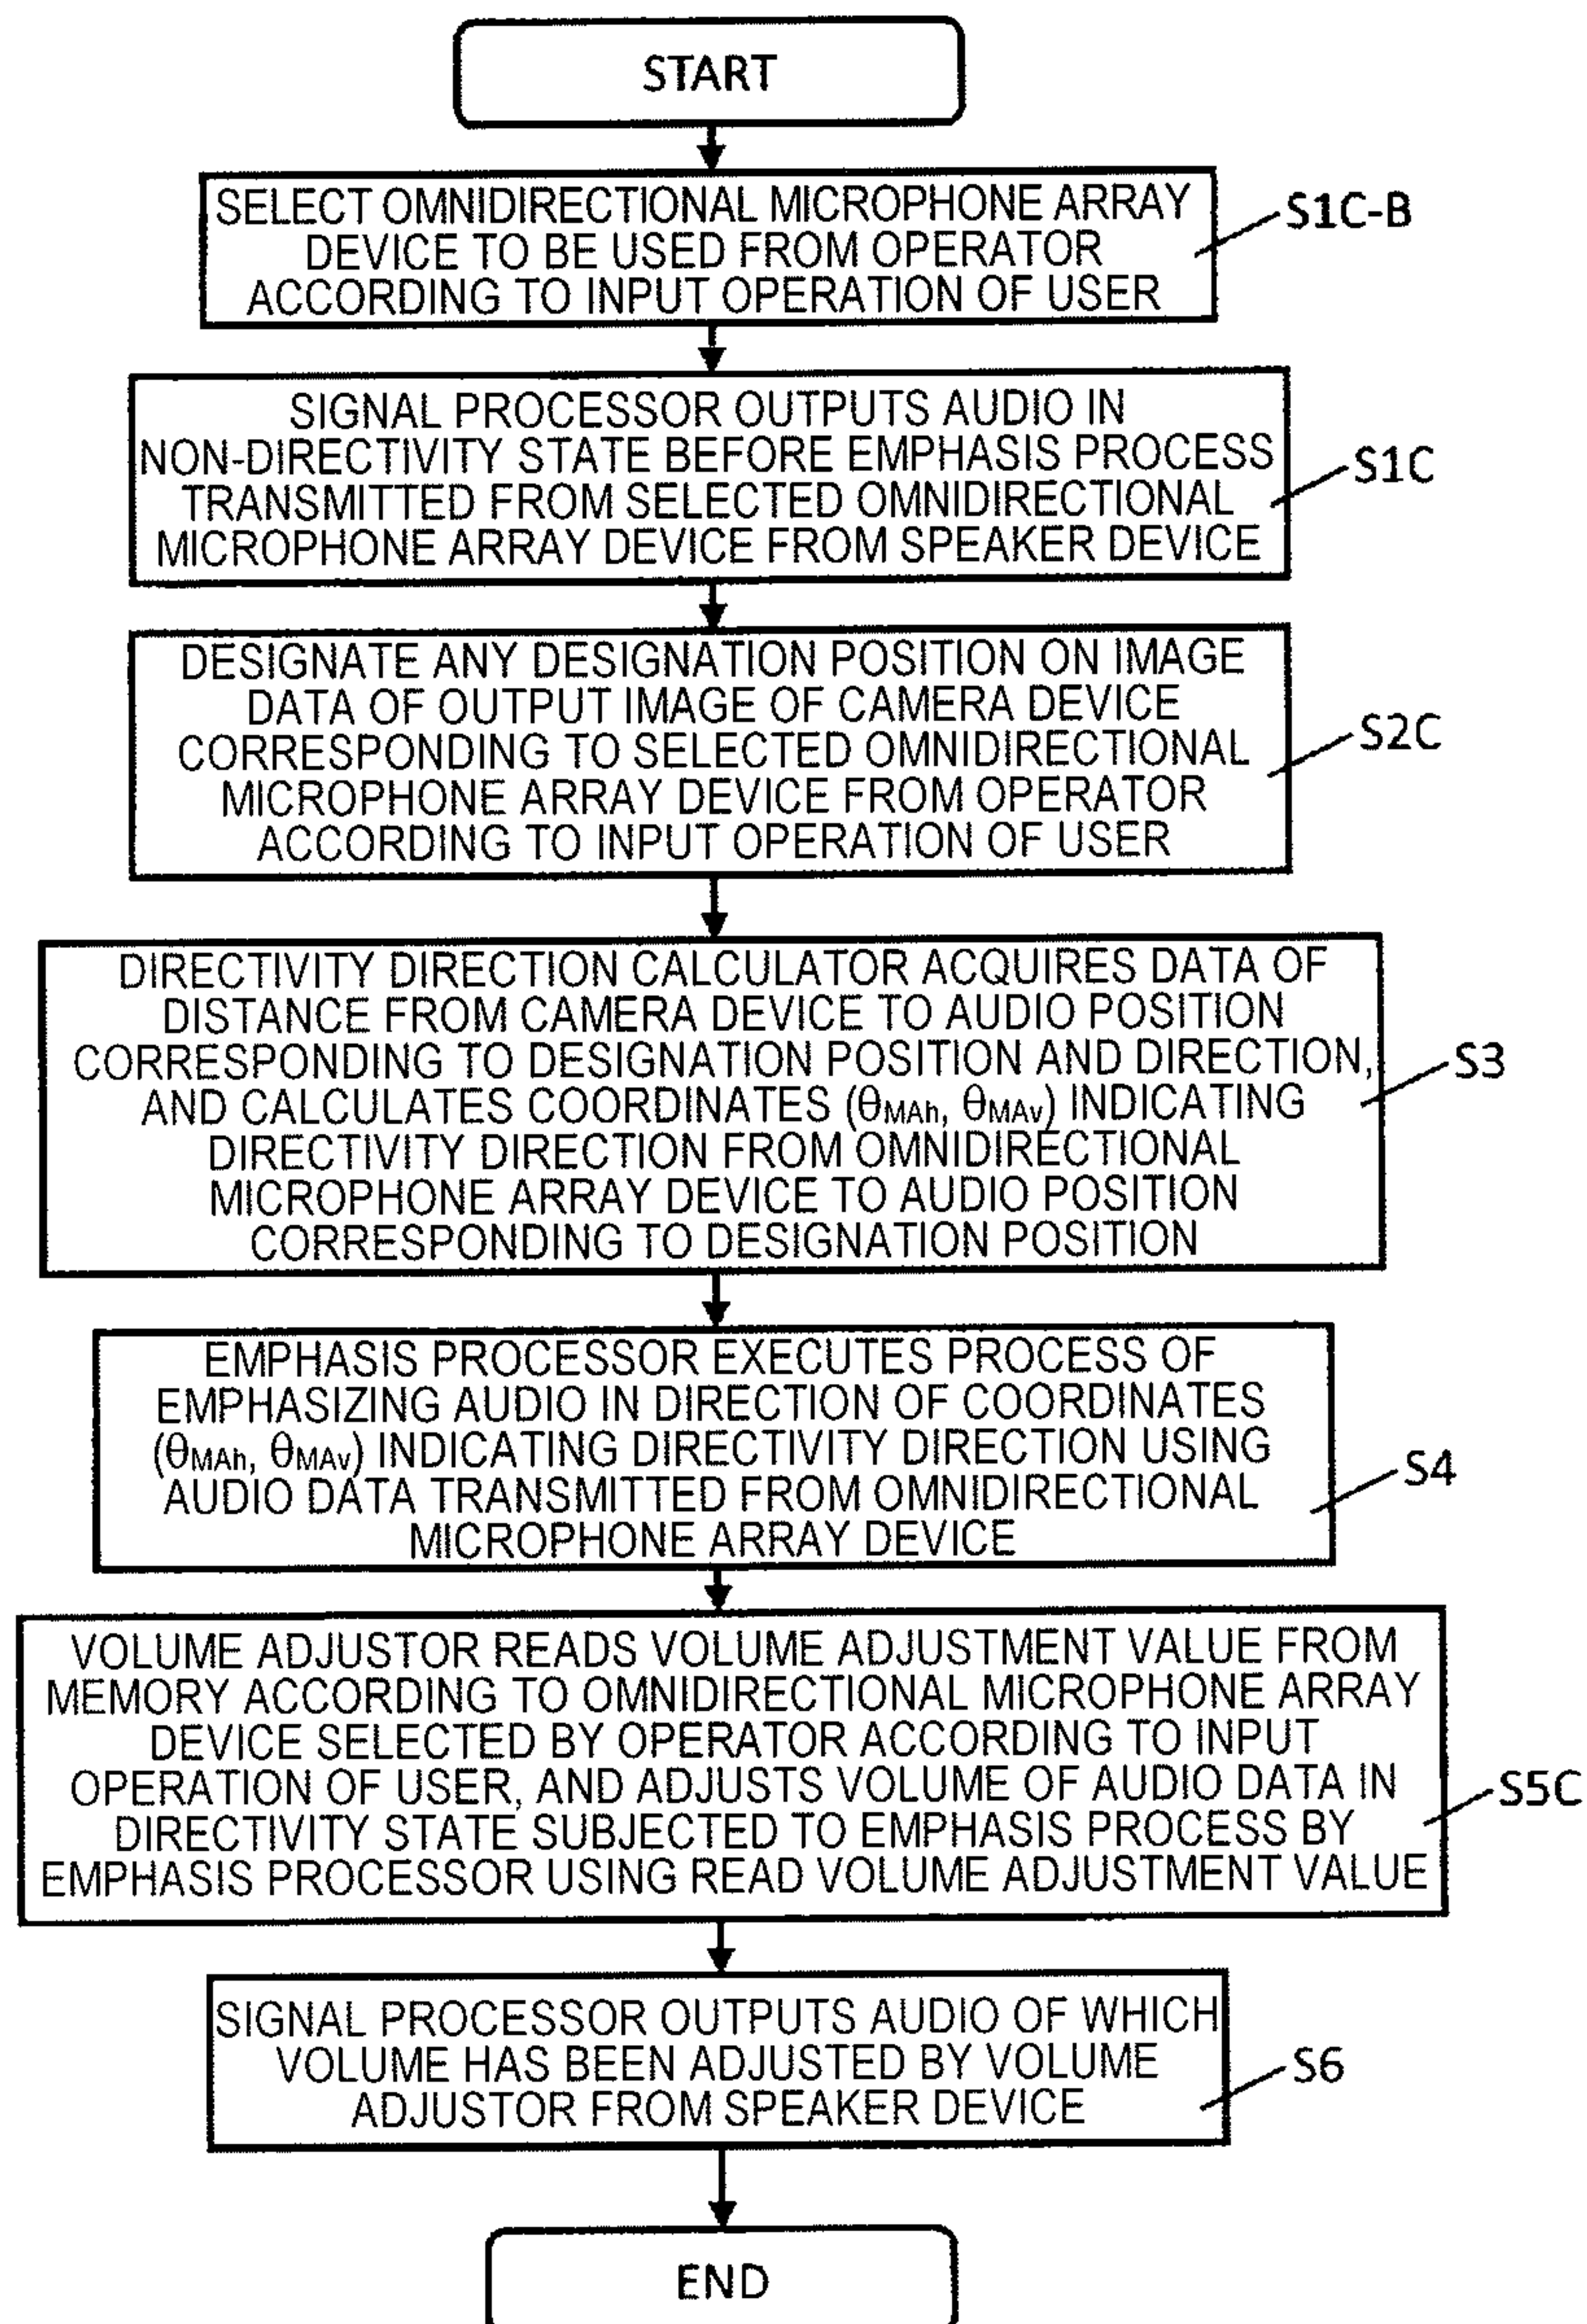 START
SELECT OMNIDIRECTIONAL MICROPHONE ARRAY
DEVICE TO BE USED FROM OPERATOR
ACCORDING TO INPUT OPERATION OF USER
S1C-B
SIGNAL PROCESSOR OUTPUTS AUDIO IN
NON-DIRECTIVITY STATE BEFORE EMPHASIS PROCESS
TRANSMITTED FROM SELECTED OMNIDIRECTIONAL
MICROPHONE ARRAY DEVICE FROM SPEAKER DEVICE
S1C
DESIGNATE ANY DESIGNATION POSITION ON IMAGE
DATA OF OUTPUT IMAGE OF CAMERA DEVICE
CORRESPONDING TO SELECTED OMNIDIRECTIONAL
MICROPHONE ARRAY DEVICE FROM OPERATOR
ACCORDING TO INPUT OPERATION OF USER
S2C
DIRECTIVITY DIRECTION CALCULATOR ACQUIRES DATA OF
DISTANCE FROM CAMERA DEVICE TO AUDIO POSITION
CORRESPONDING TO DESIGNATION POSITION AND DIRECTION,
AND CALCULATES COORDINATES (θMAh, θMAv) INDICATING
DIRECTIVITY DIRECTION FROM OMNIDIRECTIONAL
MICROPHONE ARRAY DEVICE TO AUDIO POSITION
CORRESPONDING TO DESIGNATION POSITION
S3
EMPHASIS PROCESSOR EXECUTES PROCESS OF
EMPHASIZING AUDIO IN DIRECTION OF COORDINATES
(θMAh, θMAv) INDICATING DIRECTIVITY DIRECTION USING
AUDIO DATA TRANSMITTED FROM OMNIDIRECTIONAL
MICROPHONE ARRAY DEVICE
S4
VOLUME ADJUSTOR READS VOLUME ADJUSTMENT VALUE FROM
MEMORY ACCORDING TO OMNIDIRECTIONAL MICROPHONE ARRAY
DEVICE SELECTED BY OPERATOR ACCORDING TO INPUT
OPERATION OF USER, AND ADJUSTS VOLUME OF AUDIO DATA IN
DIRECTIVITY STATE SUBJECTED TO EMPHASIS PROCESS BY
EMPHASIS PROCESSOR USING READ VOLUME ADJUSTMENT VALUE
S5C
SIGNAL PROCESSOR OUTPUTS AUDIO OF WHICH
VOLUME HAS BEEN ADJUSTED BY VOLUME
ADJUSTOR FROM SPEAKER DEVICE
S6
END